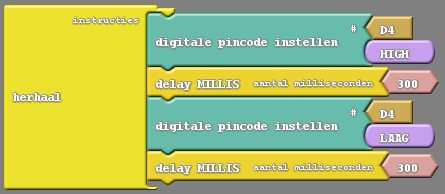 instructies
digitale pincode instellen # D4
HIGH
delay MILLIS aantal milliseconden 300
herhaal
digitale pincode instellen # D4
LAAG
delay MILLIS aantal milliseconden 300